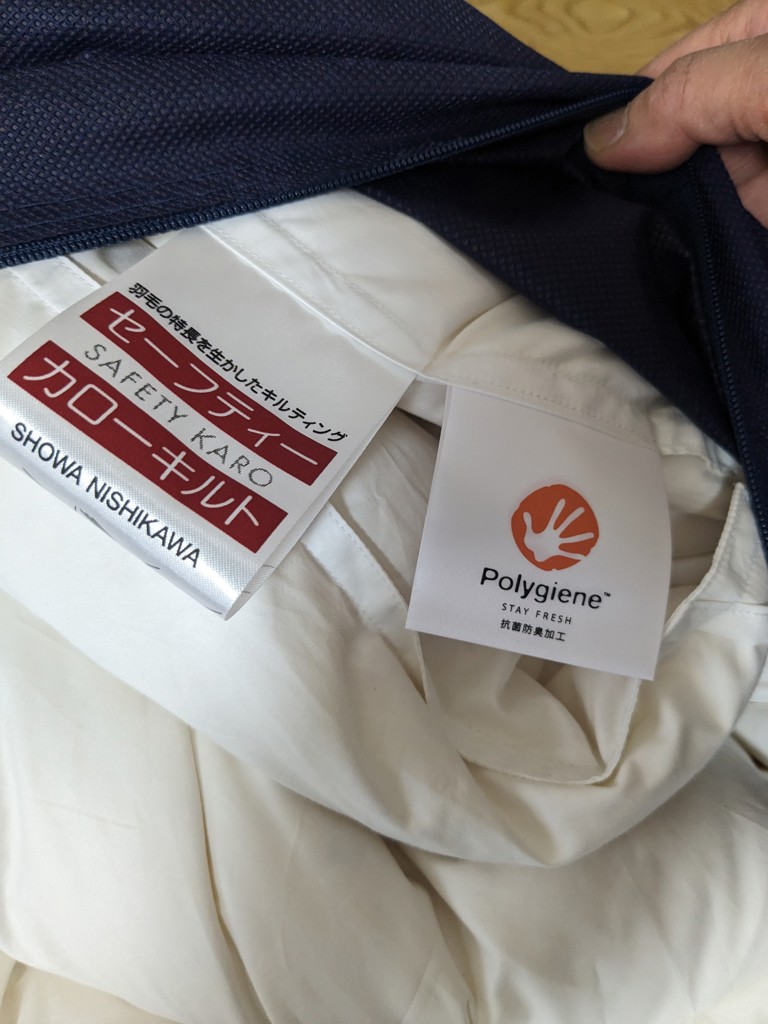 羽毛の特長を生かしたキルティング
セーフティー
SAFETY KARO
カローキルト
SHOWA NISHIKAWA
Polygiene™
STAY FRESH
抗菌防臭加工